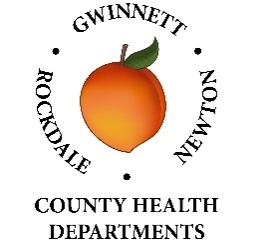 GWINNETT
ROCKDALE
NEWTON
COUNTY HEALTH
DEPARTMENTS